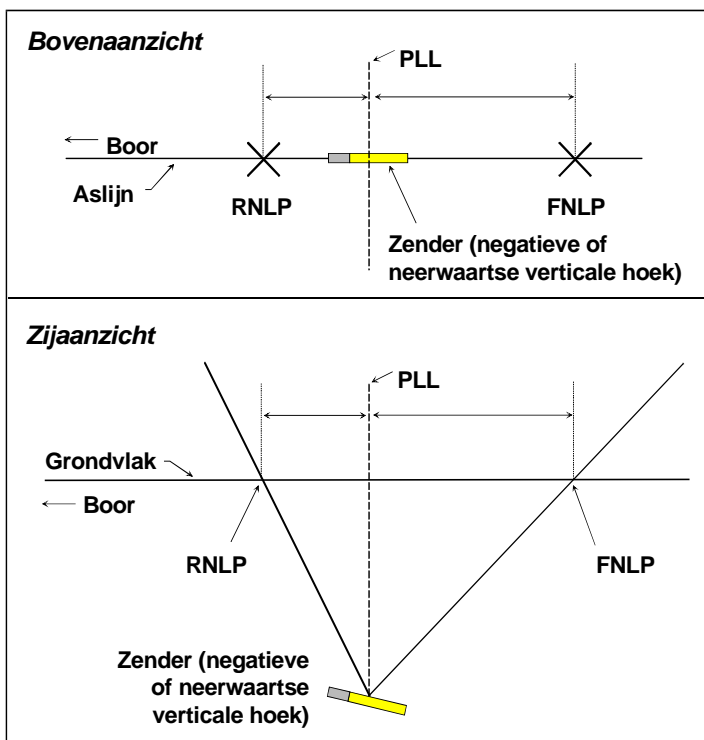 Bovenaanzicht
PLL
Boor
Aslijn
RNLP
FNLP
Zender (negatieve of
neerwaartse verticale hoek)
Zijaanzicht
PLL
Grondvlak
Boor
RNLP
FNLP
Zender (negatieve
of neerwaartse
verticale hoek)